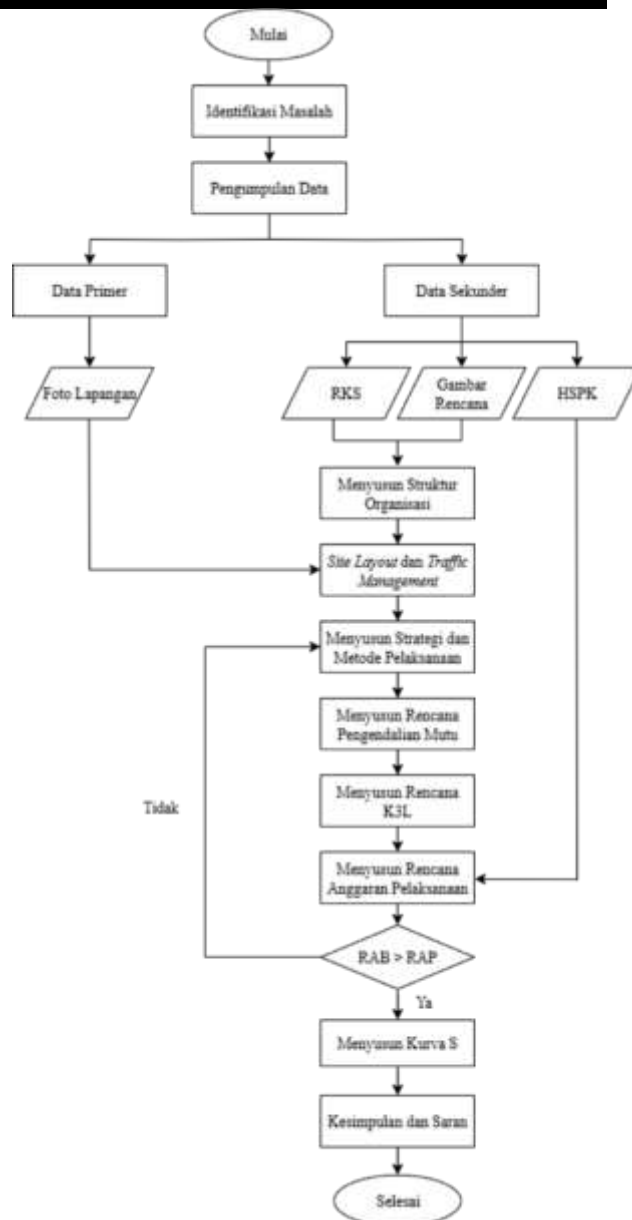 Mulai
Identifikasi Masalah
Pengumpulan Data
Data Primer
Data Sekunder
Foto Lapangan
RKS
Gambar
Rencana
HSPK
Menyusun Struktur
Organisasi
Site Layout dan Traffic
Management
Menyusun Strategi dan
Metode Pelaksanaan
Menyusun Rencana
Pengendalian Mutu
Menyusun Rencana
K3L
Tidak
Menyusun Rencana
Anggaran Pelaksanaan
RAB > RAP
Ya
Menyusun Kurva S
Kesimpulan dan Saran
Selesai